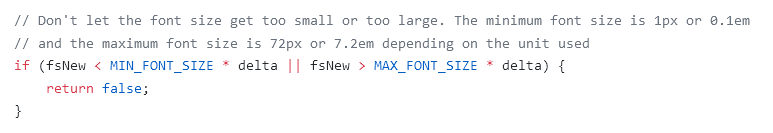 // Don't let the font size get too small or too large. The minimum font size is 1px or 0.1em
// and the maximum font size is 72px or 7.2em depending on the unit used
if (fsNew < MIN_FONT_SIZE * delta || fsNew > MAX_FONT_SIZE * delta) {
    return false;
}